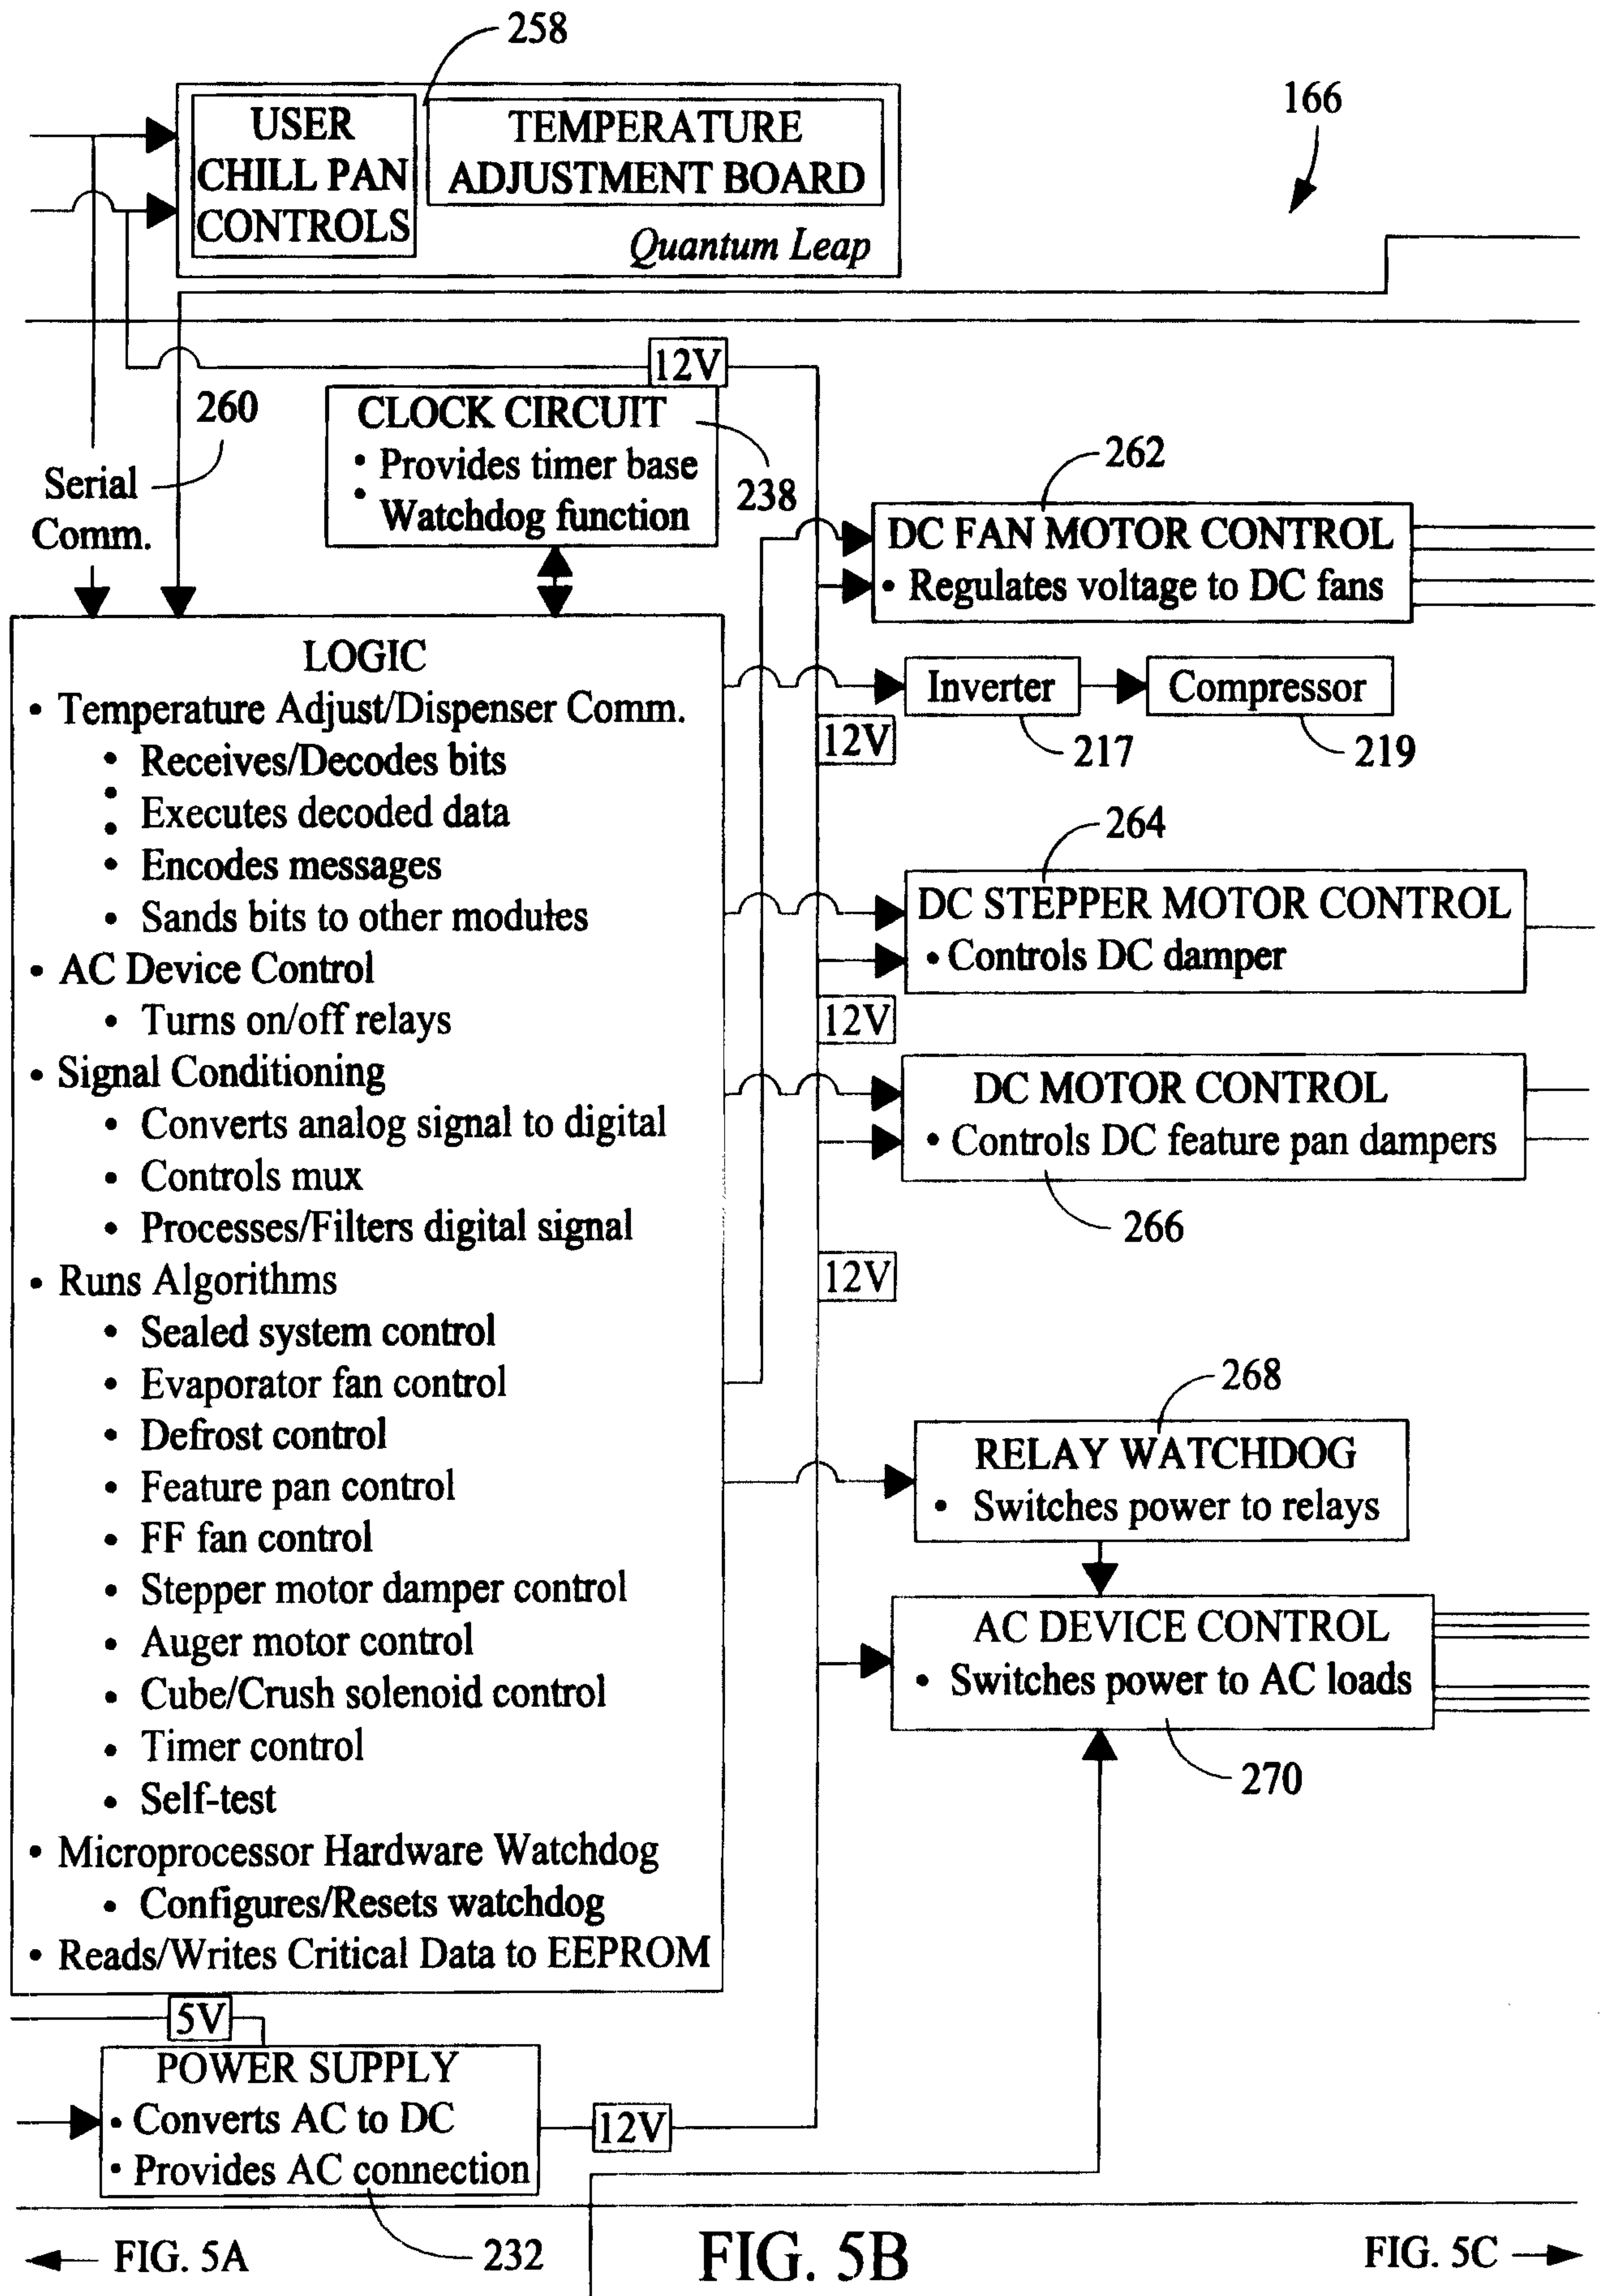 258
166
USER
CHILL PAN
CONTROLS
TEMPERATURE
ADJUSTMENT BOARD
Quantum Leap
12V
260
CLOCK CIRCUIT
• Provides timer base
• Watchdog function
238
Serial
Comm.
262
DC FAN MOTOR CONTROL
• Regulates voltage to DC fans
Inverter
Compressor
217
219
12V
LOGIC
• Temperature Adjust/Dispenser Comm.
• Receives/Decodes bits
•
• Executes decoded data
• Encodes messages
• Sands bits to other modules
• AC Device Control
• Turns on/off relays
• Signal Conditioning
• Converts analog signal to digital
• Controls mux
• Processes/Filters digital signal
• Runs Algorithms
• Sealed system control
• Evaporator fan control
• Defrost control
• Feature pan control
• FF fan control
• Stepper motor damper control
• Auger motor control
• Cube/Crush solenoid control
• Timer control
• Self-test
• Microprocessor Hardware Watchdog
• Configures/Resets watchdog
• Reads/Writes Critical Data to EEPROM
264
DC STEPPER MOTOR CONTROL
• Controls DC damper
12V
DC MOTOR CONTROL
• Controls DC feature pan dampers
266
12V
268
RELAY WATCHDOG
• Switches power to relays
AC DEVICE CONTROL
• Switches power to AC loads
270
5V
POWER SUPPLY
• Converts AC to DC
• Provides AC connection
12V
232
FIG. 5A
FIG. 5B
FIG. 5C